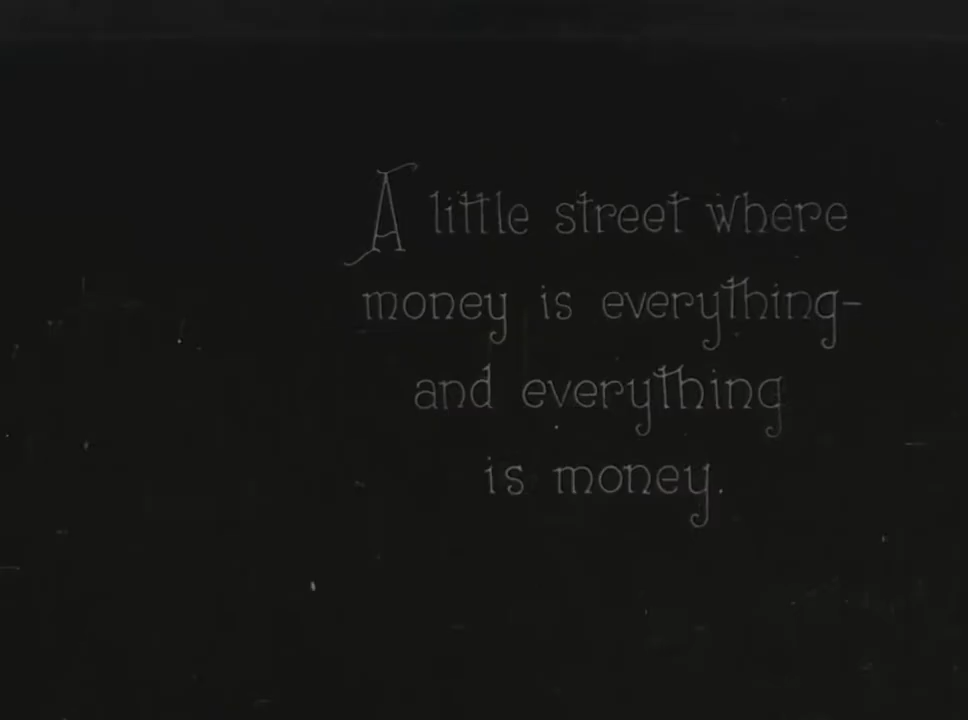 A little street where
money is everything-
and everything
is money.